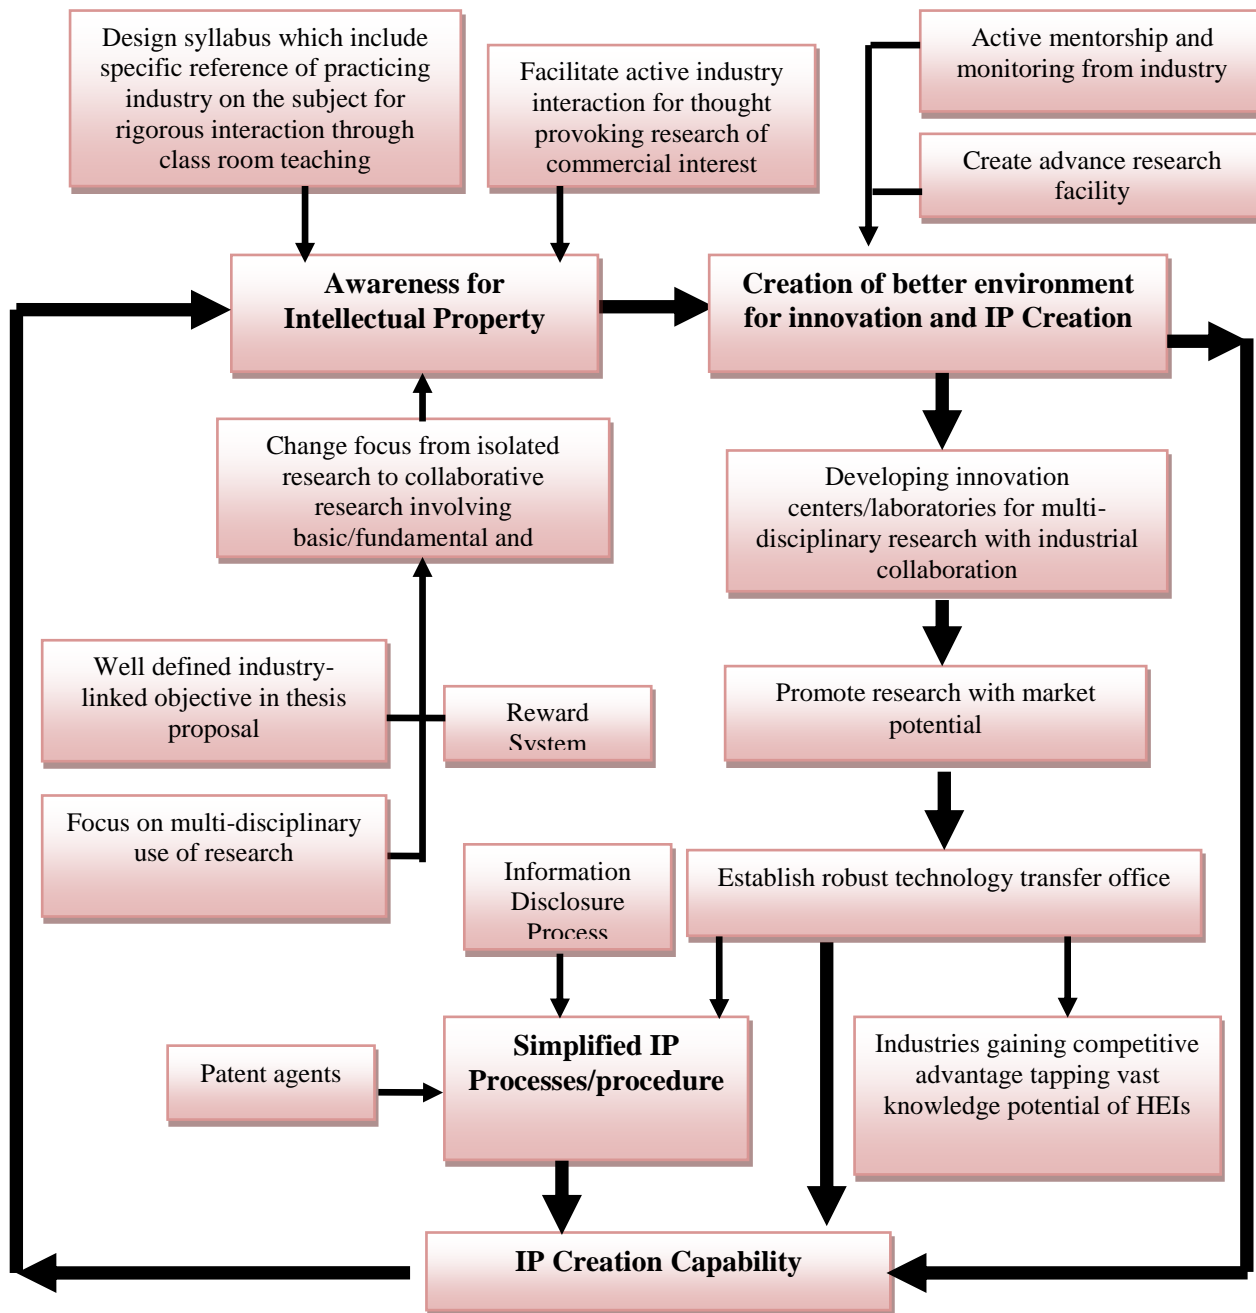 Design syllabus which include
specific reference of practicing
industry on the subject for
rigorous interaction through
class room teaching
Facilitate active industry
interaction for thought
provoking research of
commercial interest
Active mentorship and
monitoring from industry
Create advance research
facility
Awareness for
Intellectual Property
Creation of better environment
for innovation and IP Creation
Change focus from isolated
research to collaborative
research involving
basic/fundamental and
Developing innovation
centers/laboratories for multi-
disciplinary research with industrial
collaboration
Well defined industry-
linked objective in thesis
proposal
Reward
System
Promote research with market
potential
Focus on multi-disciplinary
use of research
Information
Disclosure
Process
Establish robust technology transfer office
Patent agents
Simplified IP
Processes/procedure
Industries gaining competitive
advantage tapping vast
knowledge potential of HEIs
IP Creation Capability